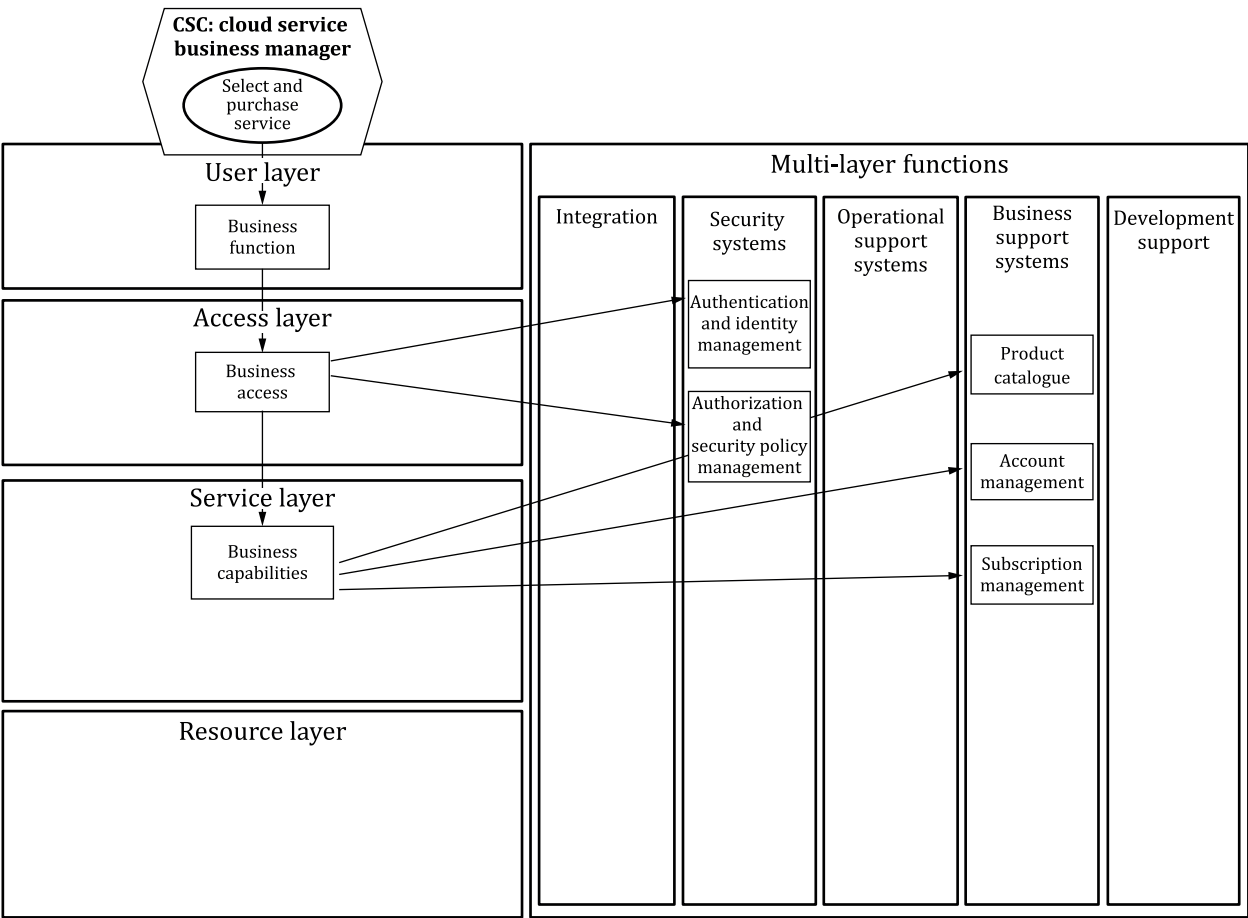 CSC: cloud service
business manager
Select and
purchase
service
User layer
Business
function
Access layer
Business
access
Service layer
Business
capabilities
Resource layer
Multi-layer functions
Integration
Security
systems
Authentication
and identity
management
Authorization
and
security policy
management
Operational
support
systems
Business
support
systems
Product
catalogue
Account
management
Subscription
management
Development
support